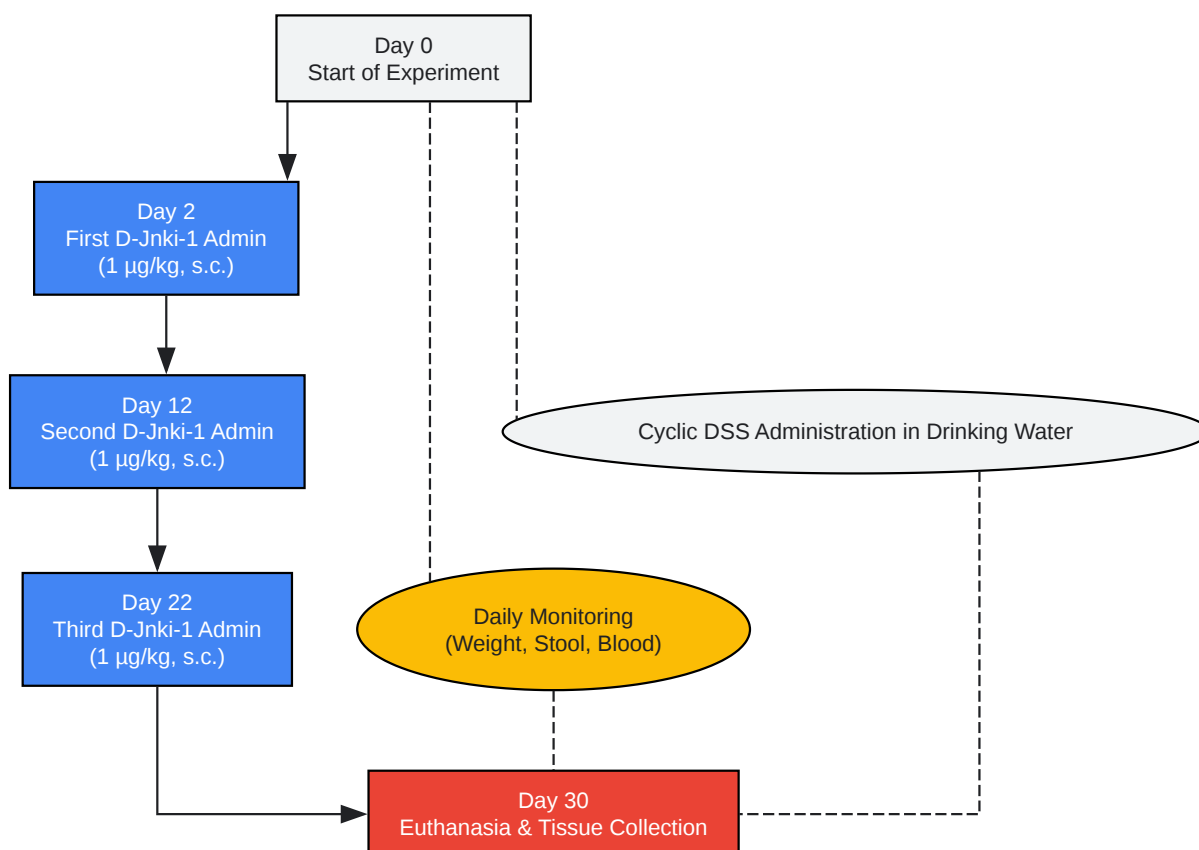 Day 0
Start of Experiment
Day 2
First D-Jnki-1 Admin
(1 µg/kg, s.c.)
Day 12
Second D-Jnki-1 Admin
(1 µg/kg, s.c.)
Cyclic DSS Administration in Drinking Water
Day 22
Third D-Jnki-1 Admin
(1 µg/kg, s.c.)
Daily Monitoring
(Weight, Stool, Blood)
Day 30
Euthanasia & Tissue Collection